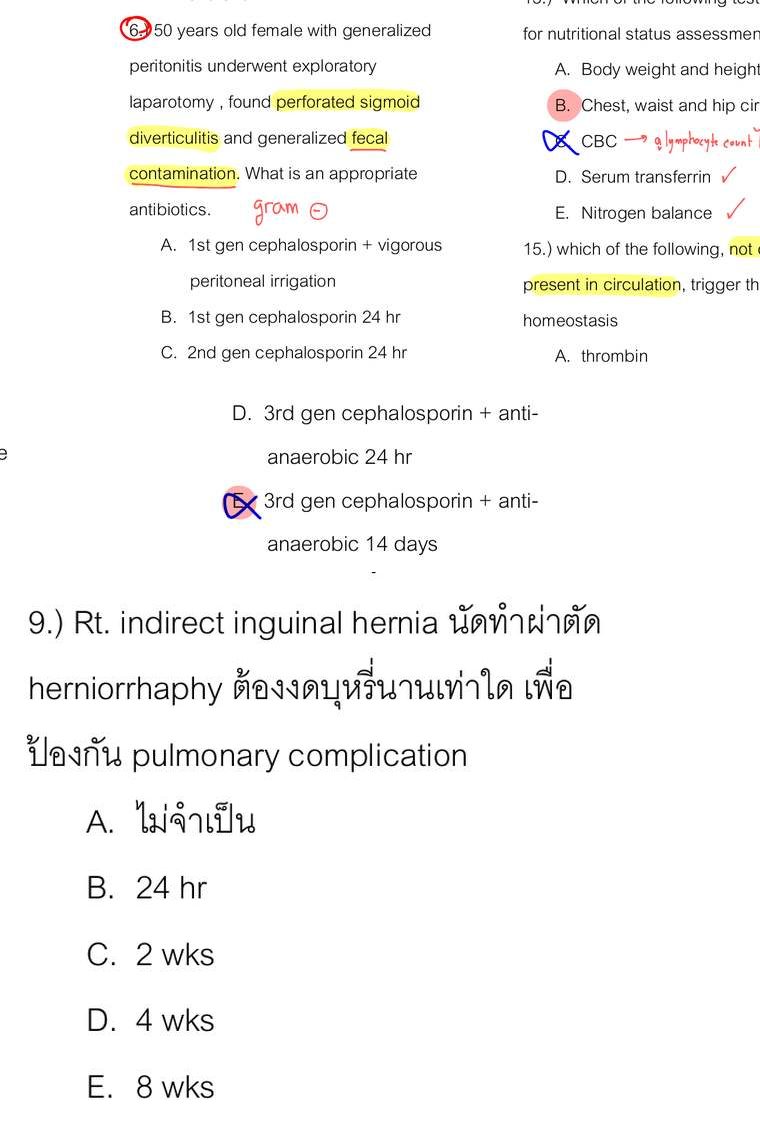 6.) 50 years old female with generalized
peritonitis underwent exploratory
laparotomy , found perforated sigmoid
diverticulitis and generalized fecal
contamination. What is an appropriate
antibiotics. gram ⊖
A. 1st gen cephalosporin + vigorous
peritoneal irrigation
B. 1st gen cephalosporin 24 hr
C. 2nd gen cephalosporin 24 hr
for nutritional status
A. Body weight and height
B. Chest, waist and hip
CBC → lymphocyte count
D. Serum transferrin ✓
E. Nitrogen balance ✓
15.) which of the following, not
present in circulation, trigger
homeostasis
A. thrombin
D. 3rd gen cephalosporin + anti-
anaerobic 24 hr
E. 3rd gen cephalosporin + anti-
anaerobic 14 days
9.) Rt. indirect inguinal hernia นัดทำผ่าตัด
herniorrhaphy ต้องงดบุหรี่นานเท่าใด เพื่อ
ป้องกัน pulmonary complication
A. ไม่จำเป็น
B. 24 hr
C. 2 wks
D. 4 wks
E. 8 wks